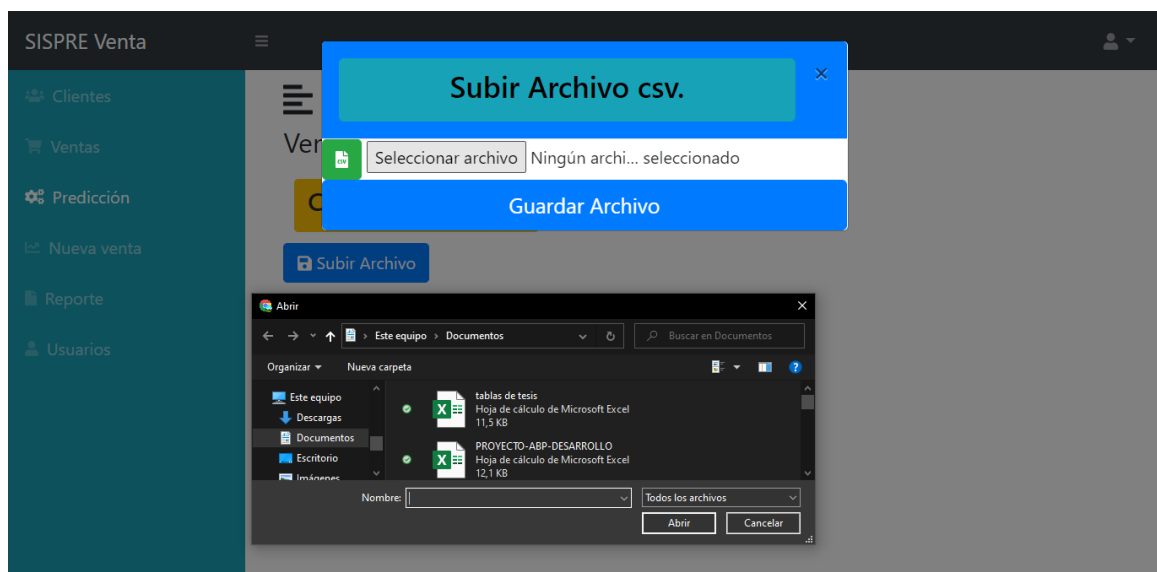 SISPRE Venta
Clientes
Ventas
Predicción
Nueva venta
Reporte
Usuarios
Subir Archivo csv.
×
Ver
CSV
Seleccionar archivo Ningún archi... seleccionado
C
Guardar Archivo
Subir Archivo
Abrir
Este equipo > Documentos
Buscar en Documentos
Organizar
Nueva carpeta
Este equipo
Descargas
Documentos
Escritorio
Imágenes
tablas de tesis
Hoja de cálculo de Microsoft Excel
11,5 KB
PROYECTO-ABP-DESARROLLO
Hoja de cálculo de Microsoft Excel
12,1 KB
Nombre:
Todos los archivos
Abrir
Cancelar